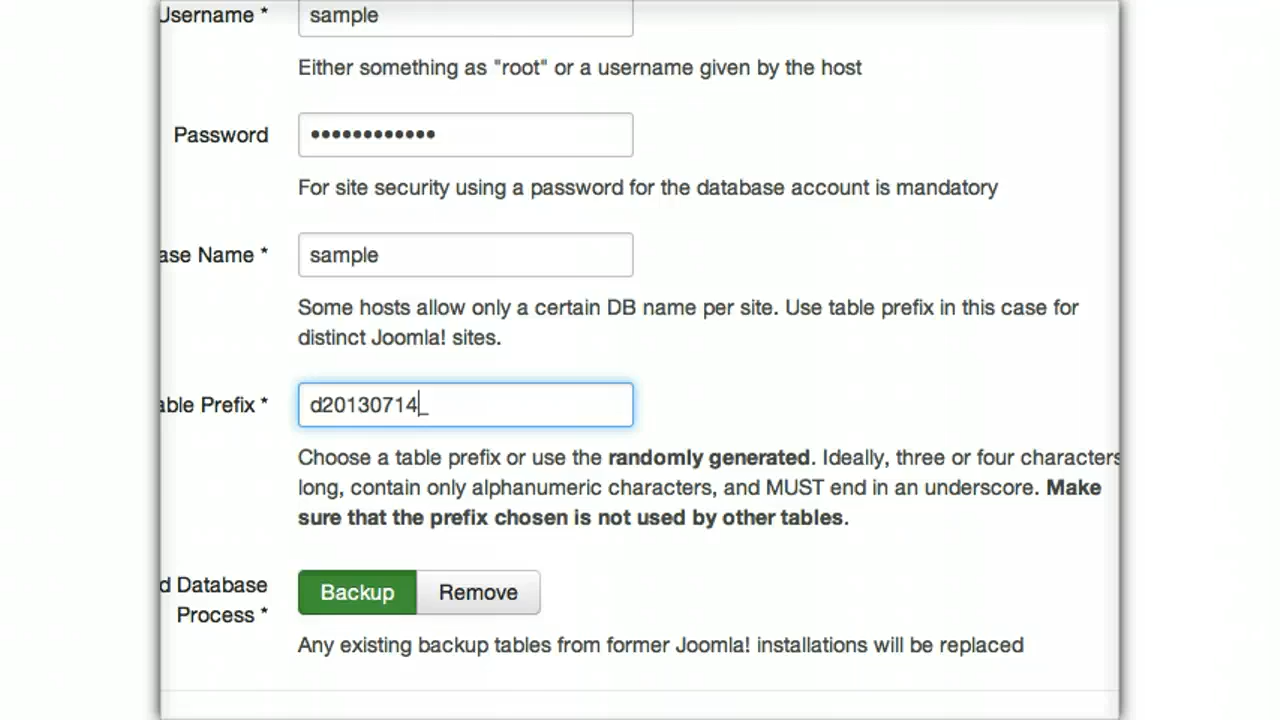 Username *
sample
Either something as "root" or a username given by the host
Password
••••••••••••
For site security using a password for the database account is mandatory
ase Name *
sample
Some hosts allow only a certain DB name per site. Use table prefix in this case for
distinct Joomla! sites.
able Prefix *
d20130714_
Choose a table prefix or use the randomly generated. Ideally, three or four characters
long, contain only alphanumeric characters, and MUST end in an underscore. Make
sure that the prefix chosen is not used by other tables.
d Database
Process *
Backup
Remove
Any existing backup tables from former Joomla! installations will be replaced